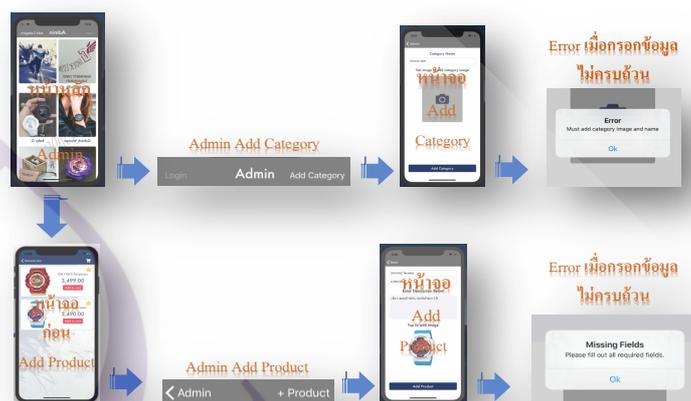 Admin
หน้าหลัก
Admin
Admin Add Category
Login
Admin
Add Category
Category Name
หน้าจอ
Add
Category
Add Category
Error เมื่อกรอกข้อมูล
ไม่ครบถ้วน
Error
Must add category image and name
Ok
3,499.00
3,490.00
หน้าจอ
ก่อน
Add Product
Admin Add Product
Admin
+ Product
หน้าจอ
Add
Product
Add Product
Error เมื่อกรอกข้อมูล
ไม่ครบถ้วน
Missing Fields
Please fill out all required fields.
Ok